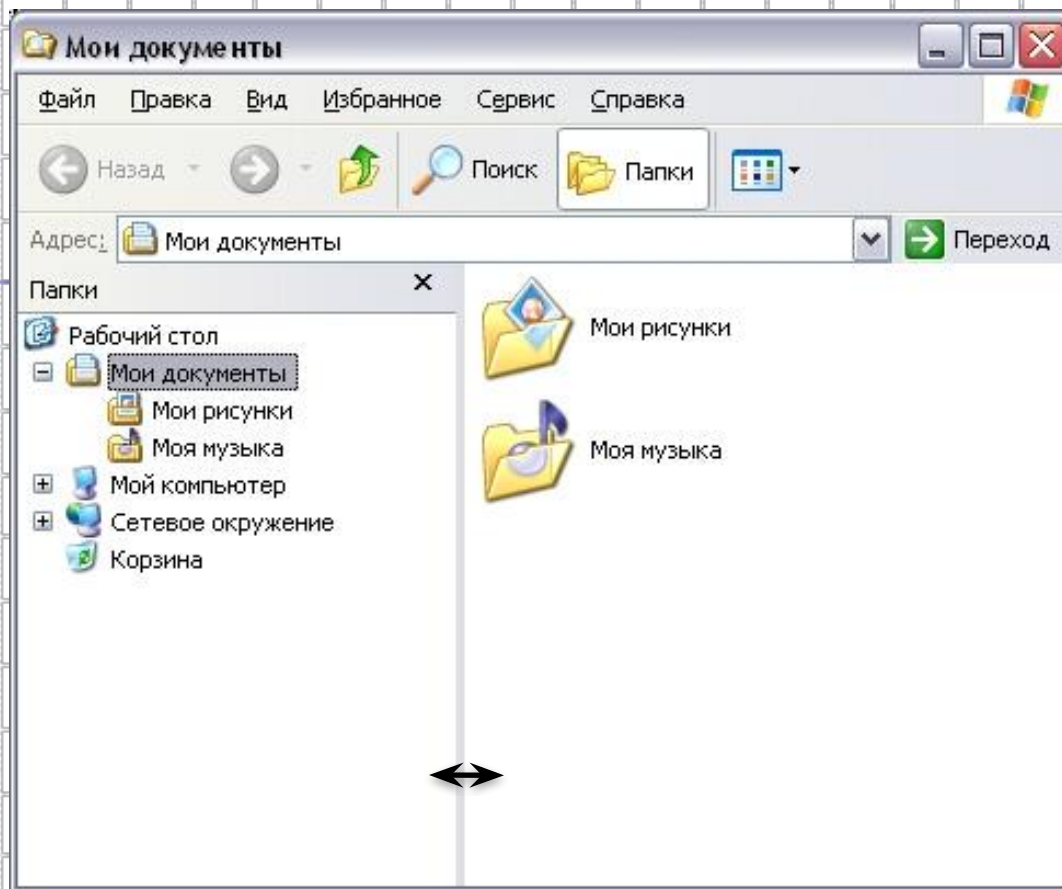 Мои документы
Файл Правка Вид Избранное Сервис Справка
Назад Поиск Папки
Адрес: Мои документы Переход
Папки
Рабочий стол
Мои документы
Мои рисунки
Моя музыка
Мой компьютер
Сетевое окружение
Корзина
Мои рисунки
Моя музыка